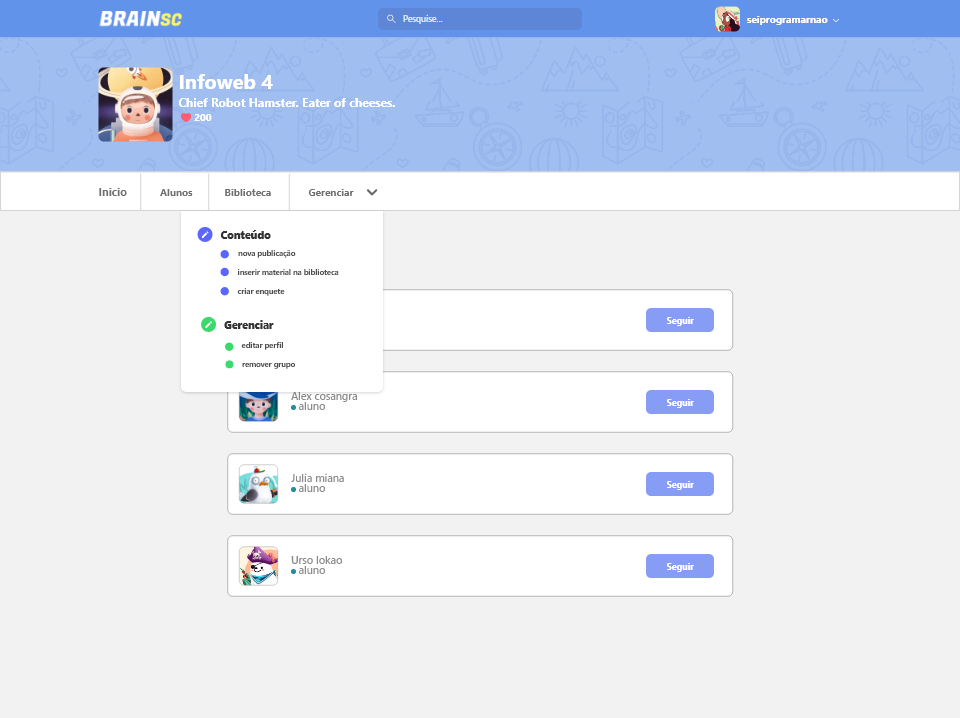 BRAINSC
Pesquise...
seiprogramarnao
Infoweb 4
Chief Robot Hamster. Eater of cheeses.
200
Inicio
Alunos
Biblioteca
Gerenciar
Conteúdo
nova publicação
inserir material na biblioteca
criar enquete
Gerenciar
editar perfil
remover grupo
Seguir
Alex cosangra
aluno
Seguir
Julia miana
aluno
Seguir
Urso lokao
aluno
Seguir